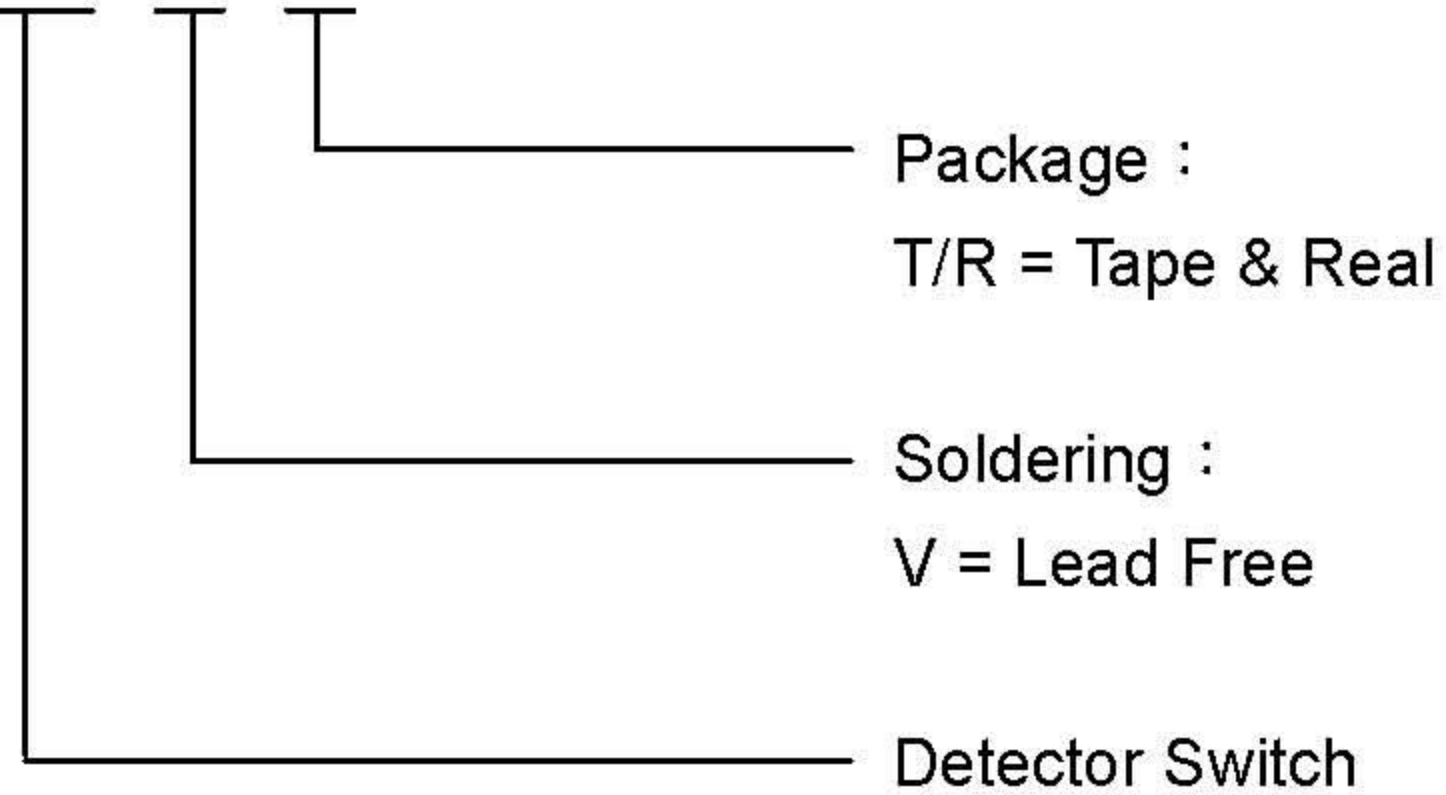 Package：
T/R = Tape & Real
Soldering：
V = Lead Free
Detector Switch